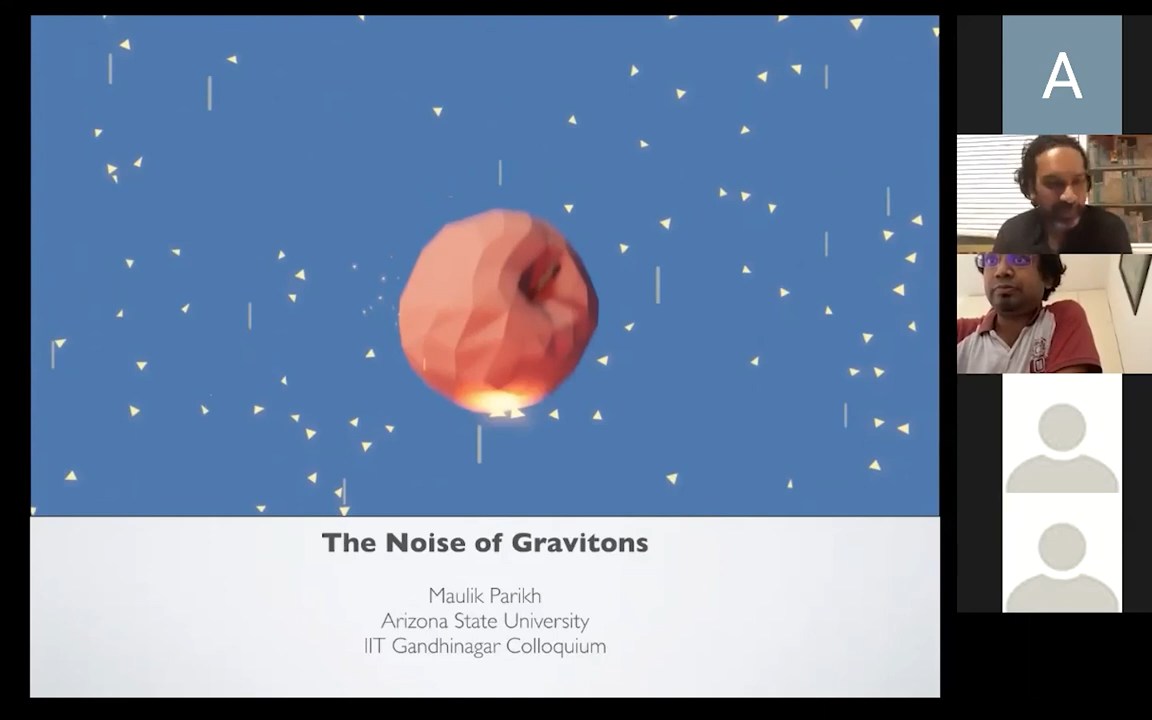 The Noise of Gravitons
Maulik Parikh
Arizona State University
IIT Gandhinagar Colloquium
A